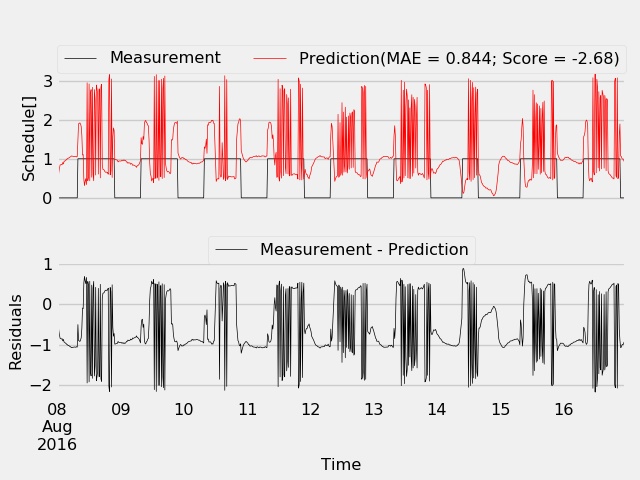 Measurement Prediction(MAE = 0.844; Score = -2.68)
Schedule[]
3
2
1
0
Measurement - Prediction
Residuals
1
0
−1
−2
08 09 10 11 12 13 14 15 16
Aug
2016
Time